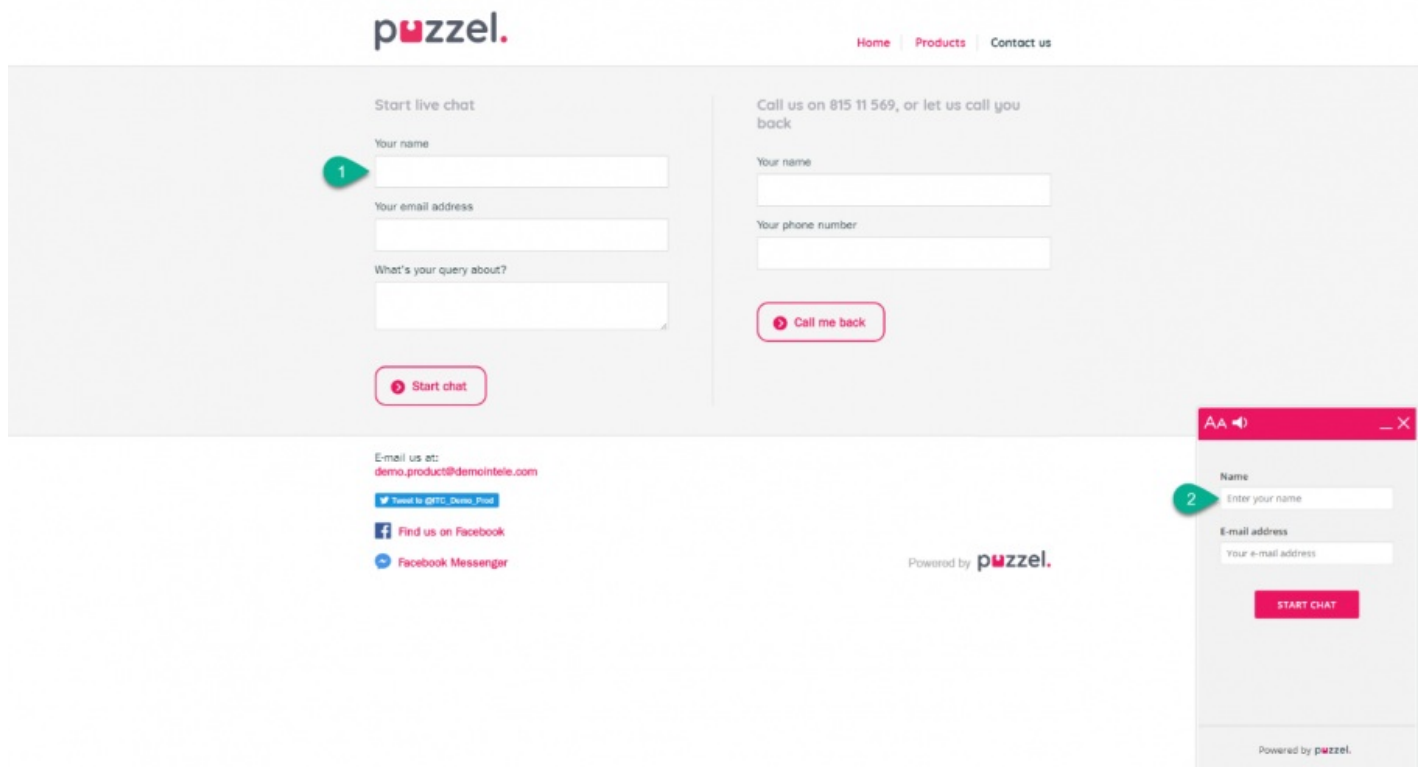 puzzel.
Home Products Contact us
Start live chat
Your name
1
Your email address
What's your query about?
Start chat
Call us on 815 11 569, or let us call you
back
Your name
Your phone number
Call me back
E-mail us at:
demo.product@demointele.com
Tweet to @ITC_Demo_Prod
Find us on Facebook
Facebook Messenger
Powered by puzzel.
AA
Name
2
Enter your name
E-mail address
Your e-mail address
START CHAT
Powered by puzzel.